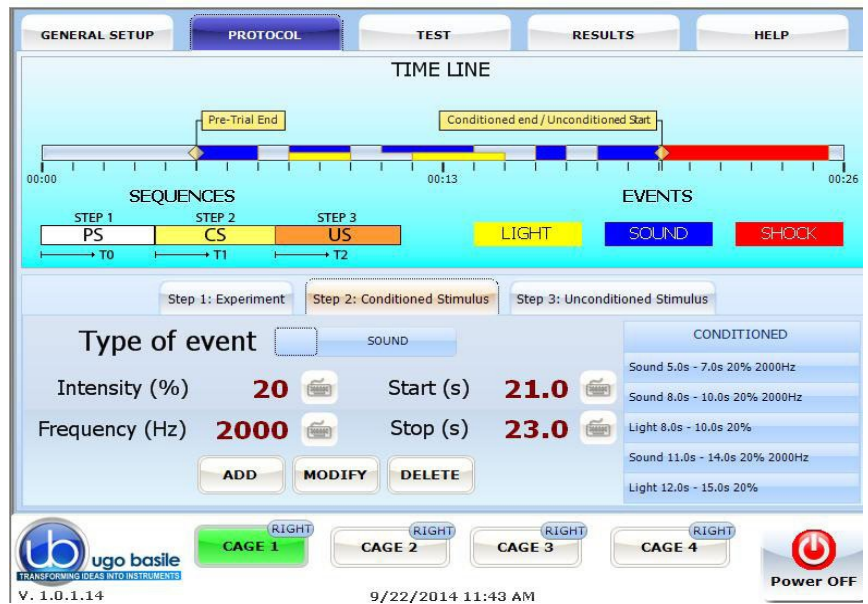 GENERAL SETUP PROTOCOL TEST RESULTS HELP
TIME LINE
Pre-Trial End Conditioned end / Unconditioned Start
00:00 00:13 00:26
SEQUENCES EVENTS
STEP 1 STEP 2 STEP 3
PS CS US LIGHT SOUND SHOCK
T0 T1 T2
Step 1: Experiment Step 2: Conditioned Stimulus Step 3: Unconditioned Stimulus
Type of event SOUND CONDITIONED
Sound 5.0s - 7.0s 20% 2000Hz
Intensity (%) 20 Start (s) 21.0 Sound 8.0s - 10.0s 20% 2000Hz
Light 8.0s - 10.0s 20%
Frequency (Hz) 2000 Stop (s) 23.0 Sound 11.0s - 14.0s 20% 2000Hz
ADD MODIFY DELETE Light 12.0s - 15.0s 20%
RIGHT RIGHT RIGHT RIGHT
CAGE 1 CAGE 2 CAGE 3 CAGE 4
ub ugo basile
TRANSFORMING IDEAS INTO INSTRUMENTS Power OFF
V. 1.0.1.14 9/22/2014 11:43 AM